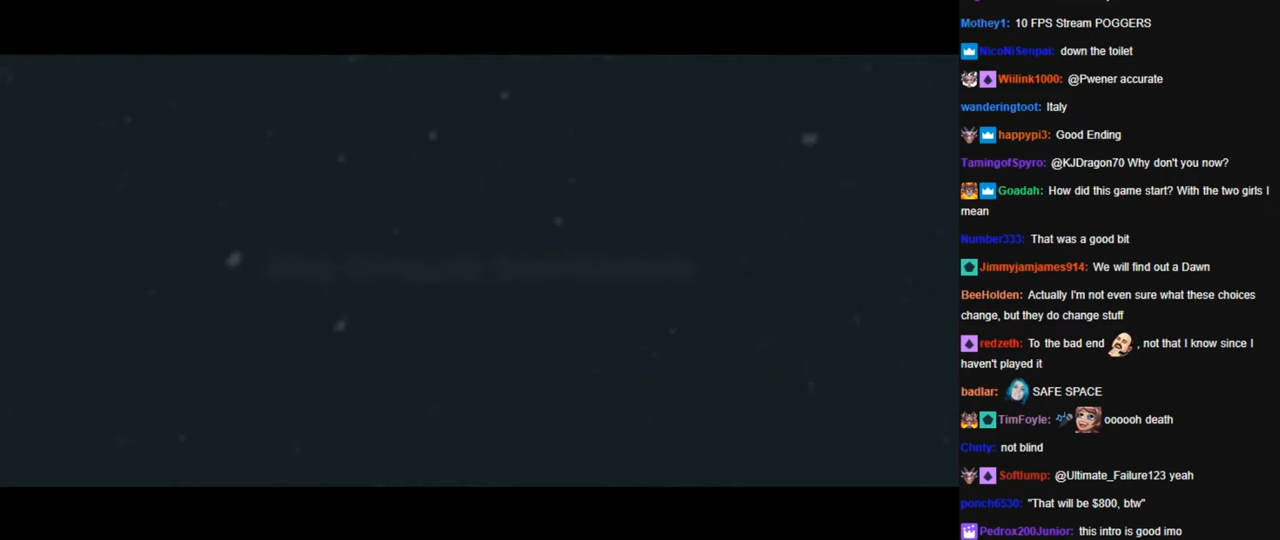 Mothey1: 10 FPS Stream POGGERS
NicoNiSenpai: down the toilet
Wiilink1000: @Pwener accurate
wanderingtoot: Italy
happypi3: Good Ending
TamingofSpyro: @KJDragon70 Why don't you now?
Goadah: How did this game start? With the two girls I
mean
Number333: That was a good bit
Jimmyjamjames914: We will find out a Dawn
BeeHolden: Actually I'm not even sure what these choices
change, but they do change stuff
redzeth: To the bad end , not that I know since I
haven't played it
badlar: SAFE SPACE
TimFoyle: oooooh death
Chnty: not blind
Softlump: @Ultimate_Failure123 yeah
ponch6530: "That will be $800, btw"
Pedrox200Junior: this intro is good imo